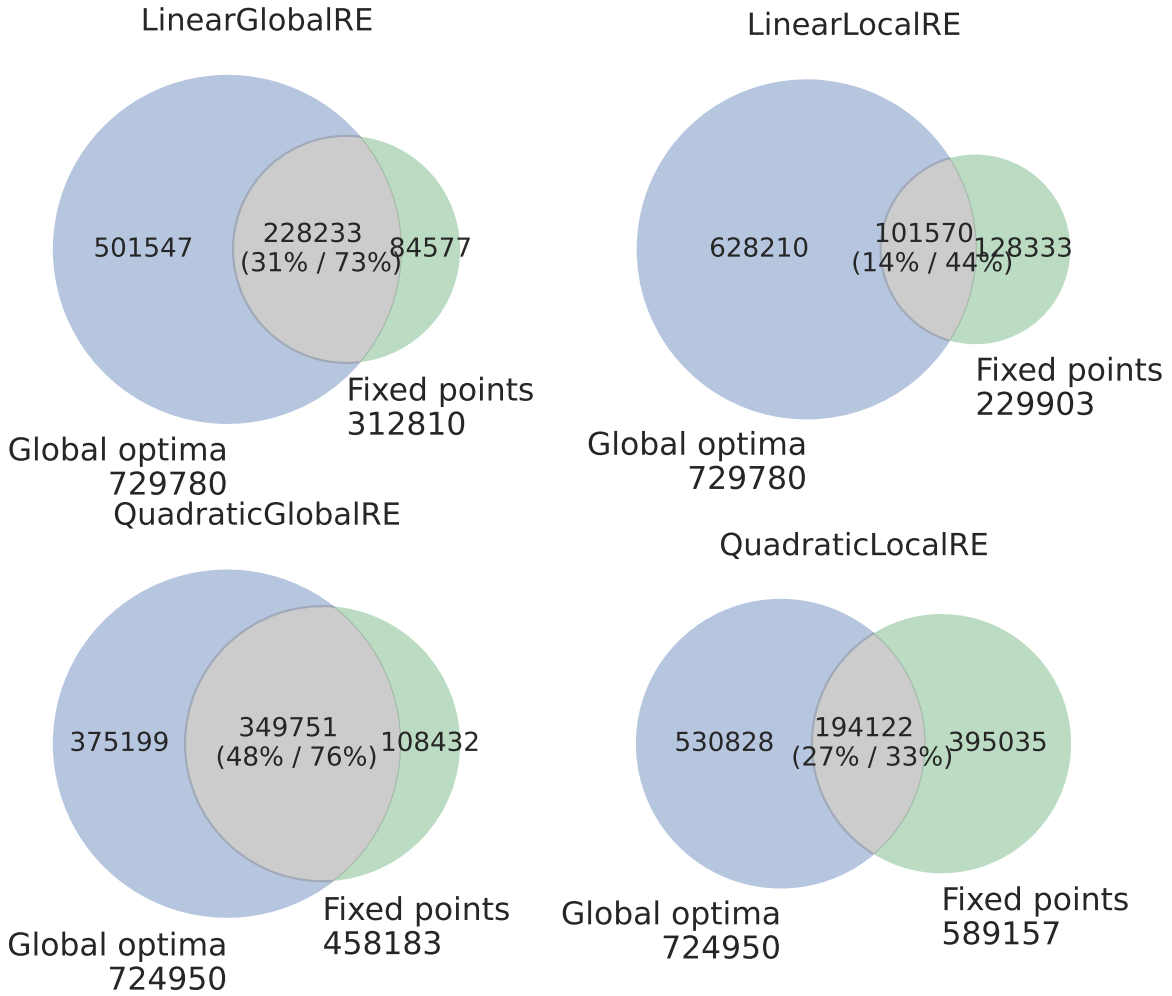 LinearGlobalRE
501547
228233
(31% / 73%)
84577
Fixed points
312810
Global optima
729780
LinearLocalRE
628210
101570
(14% / 44%)
128333
Fixed points
229903
Global optima
729780
QuadraticGlobalRE
375199
349751
(48% / 76%)
108432
Fixed points
458183
Global optima
724950
QuadraticLocalRE
530828
194122
(27% / 33%)
395035
Fixed points
589157
Global optima
724950